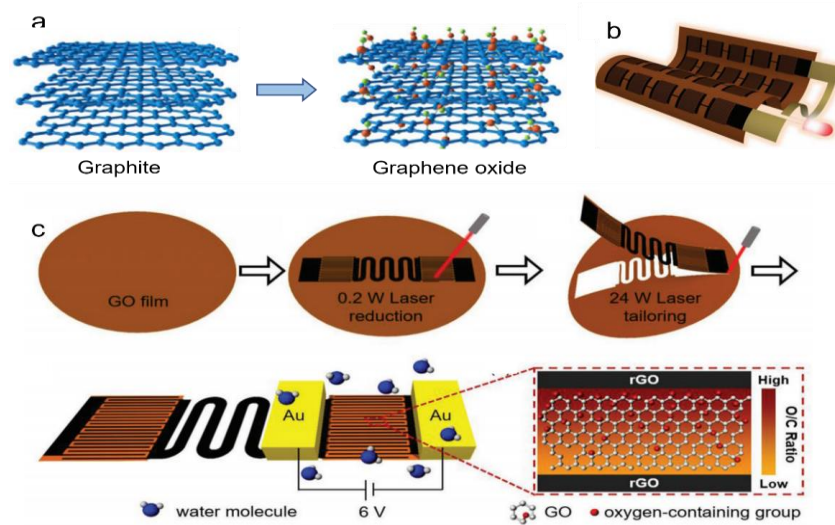 a
b
Graphite
Graphene oxide
c
GO film
0.2 W Laser
reduction
24 W Laser
tailoring
Au
Au
6 V
rGO
rGO
High
O/C Ratio
Low
water molecule
GO
oxygen-containing group